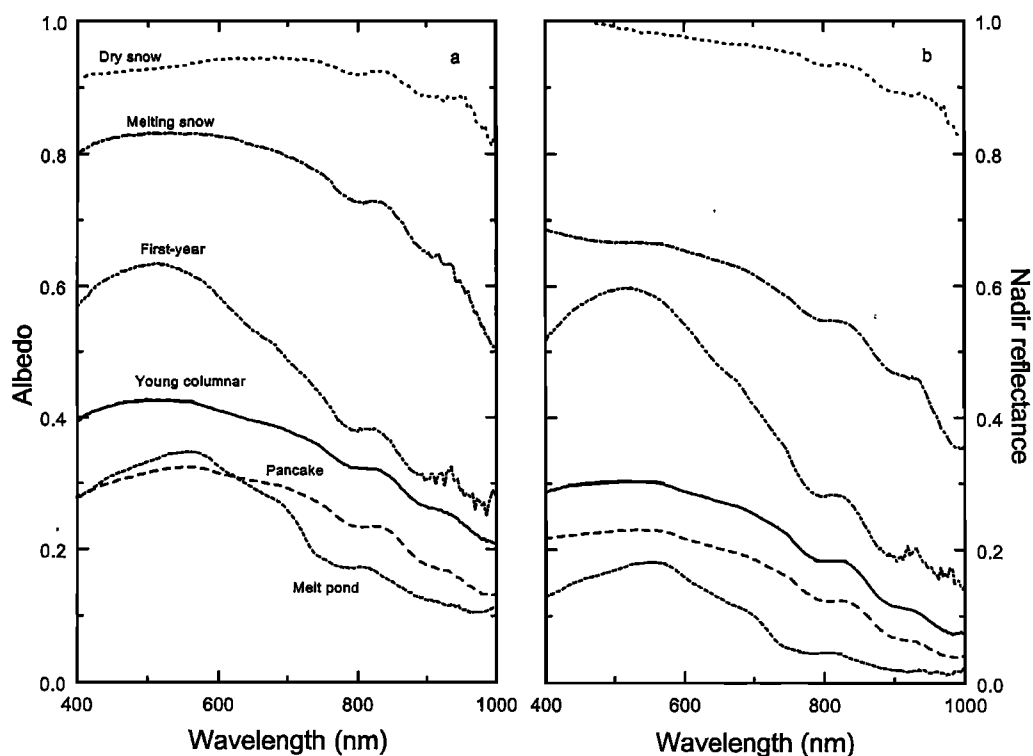 1.0
0.8
0.6
0.4
0.2
0.0
Albedo
a
Dry snow
Melting snow
First-year
Young columnar
Pancake
Melt pond
400
600
800
1000
Wavelength (nm)
b
400
600
800
1000
Wavelength (nm)
1.0
0.8
0.6
0.4
0.2
0.0
Nadir reflectance